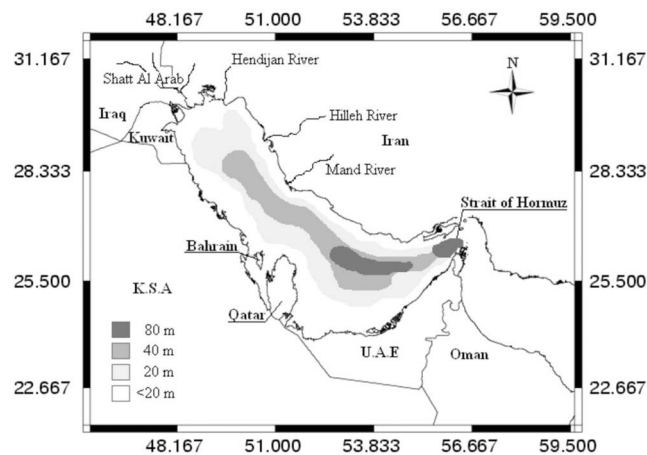 48.167 51.000 53.833 56.667 59.500
31.167 31.167
Hendijan River
N
Shatt Al Arab
Iraq
Hilleh River
Kuwait
Iran
28.333 28.333
Mand River
Strait of Hormuz
Bahrain
25.500 25.500
K.S.A
Qatar
80 m
40 m
U.A.E
Oman
20 m
22.667 22.667
<20 m
48.167 51.000 53.833 56.667 59.500